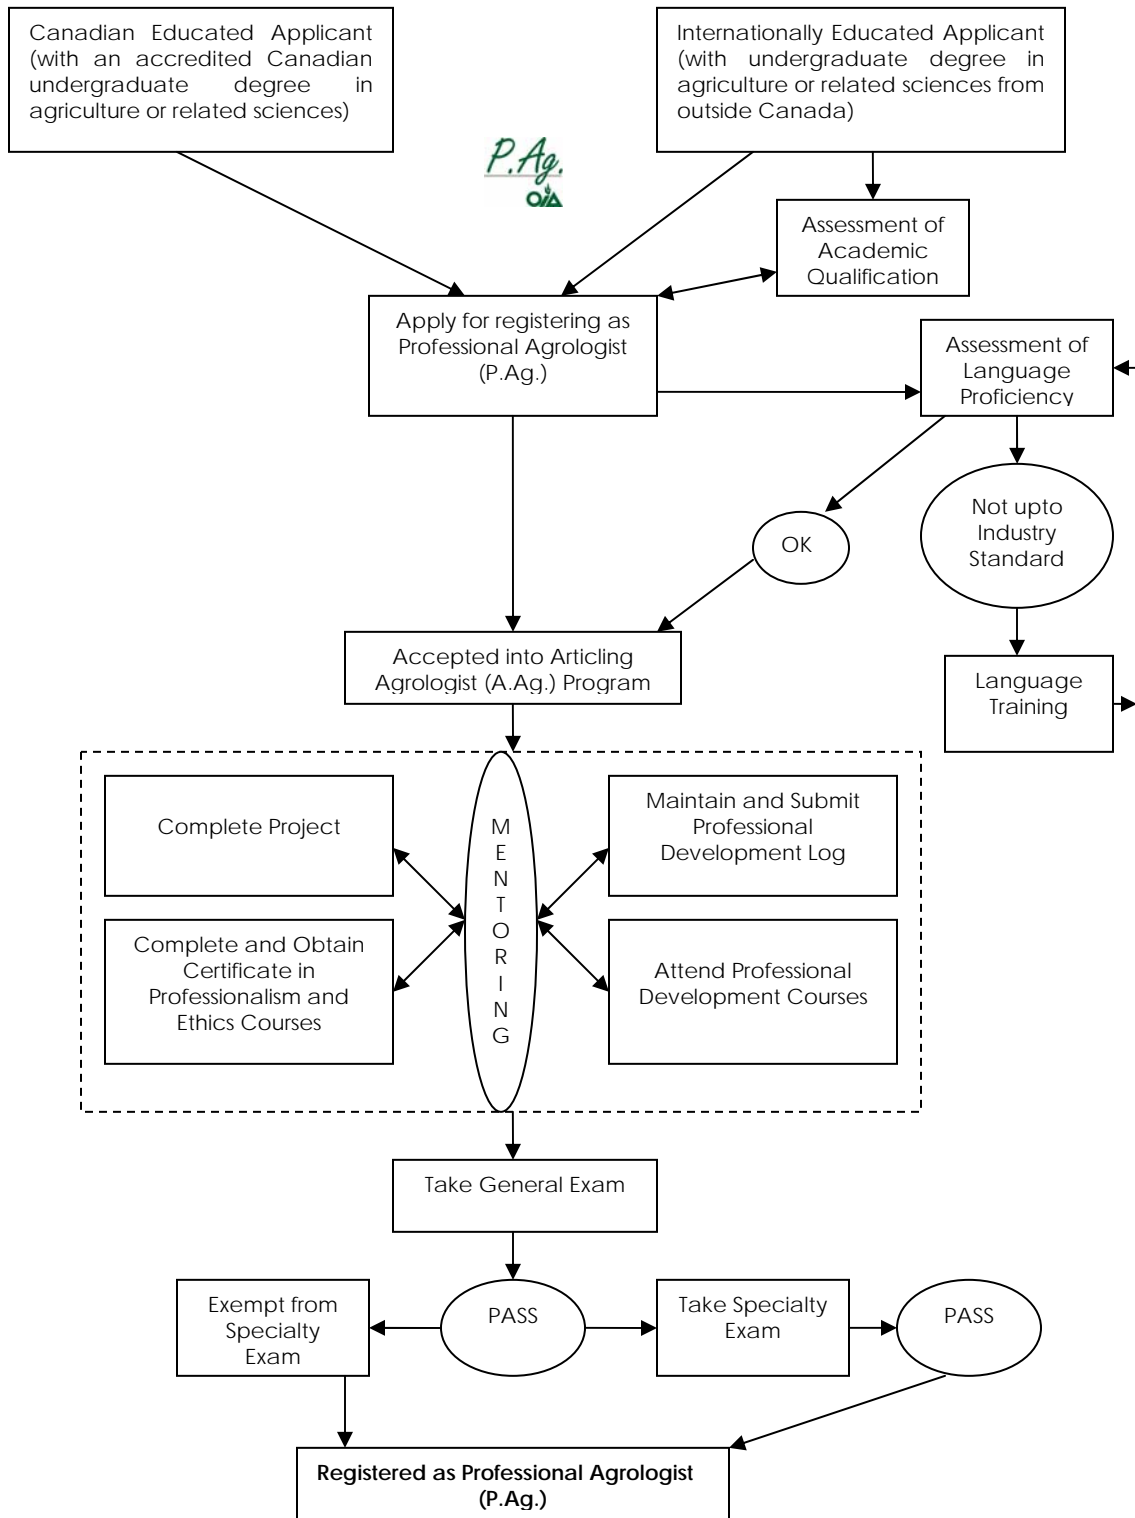 Canadian Educated Applicant
(with an accredited Canadian
undergraduate degree in
agriculture or related sciences)
Internationally Educated Applicant
(with undergraduate degree in
agriculture or related sciences from
outside Canada)
P.Ag.
OIA
Assessment of
Academic
Qualification
Apply for registering as
Professional Agrologist
(P.Ag.)
Assessment of
Language
Proficiency
OK
Not upto
Industry
Standard
Accepted into Articling
Agrologist (A.Ag.) Program
Language
Training
Complete Project
MENTORING
Maintain and Submit
Professional
Development Log
Complete and Obtain
Certificate in
Professionalism and
Ethics Courses
Attend Professional
Development Courses
Take General Exam
Exempt from
Specialty
Exam
PASS
Take Specialty
Exam
PASS
Registered as Professional Agrologist
(P.Ag.)